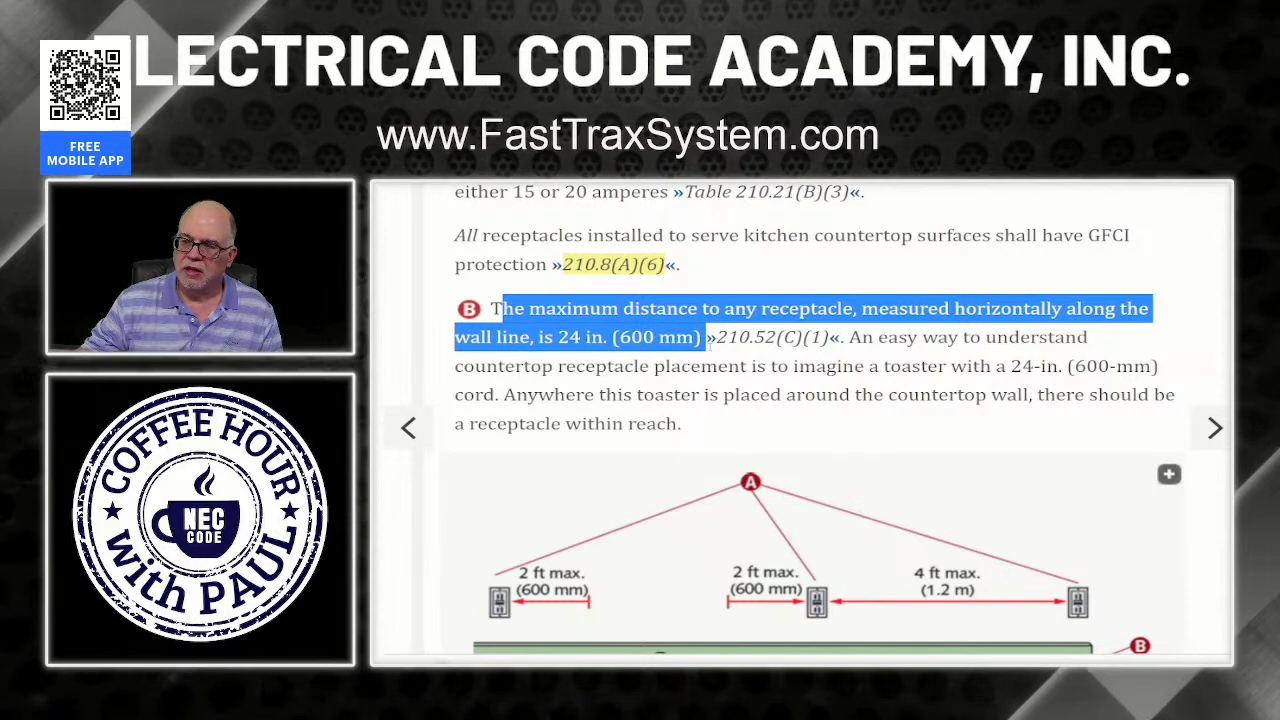 ELECTRICAL CODE ACADEMY, INC.
www.FastTraxSystem.com
FREE
MOBILE APP
either 15 or 20 amperes »Table 210.21(B)(3)«.
All receptacles installed to serve kitchen countertop surfaces shall have GFCI
protection »210.8(A)(6)«.
B The maximum distance to any receptacle, measured horizontally along the
wall line, is 24 in. (600 mm) »210.52(C)(1)«. An easy way to understand
countertop receptacle placement is to imagine a toaster with a 24-in. (600-mm)
cord. Anywhere this toaster is placed around the countertop wall, there should be
a receptacle within reach.
A
2 ft max.
(600 mm)
2 ft max.
(600 mm)
4 ft max.
(1.2 m)
B
COFFEE HOUR
NEC
CODE
with PAUL